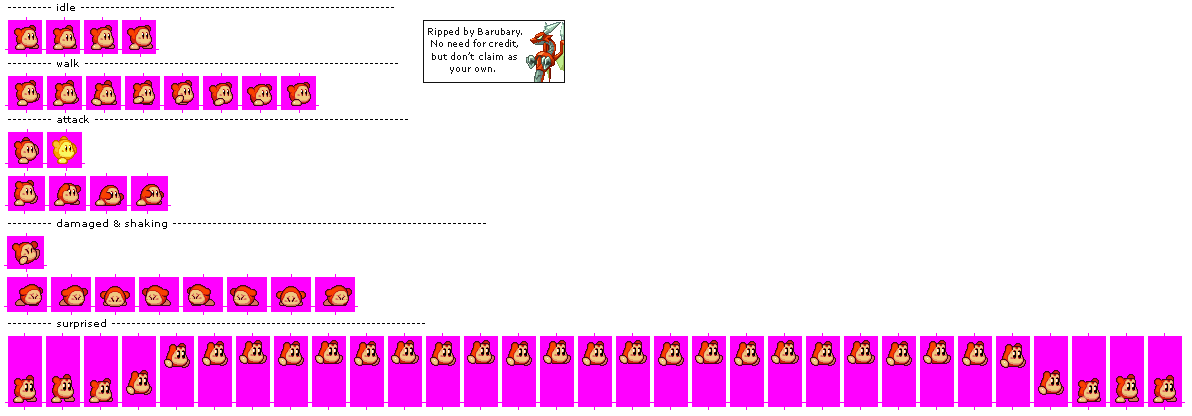 idle
Ripped by Barubary.
No need for credit,
but don't claim as
your own.
walk
attack
damaged & shaking
surprised